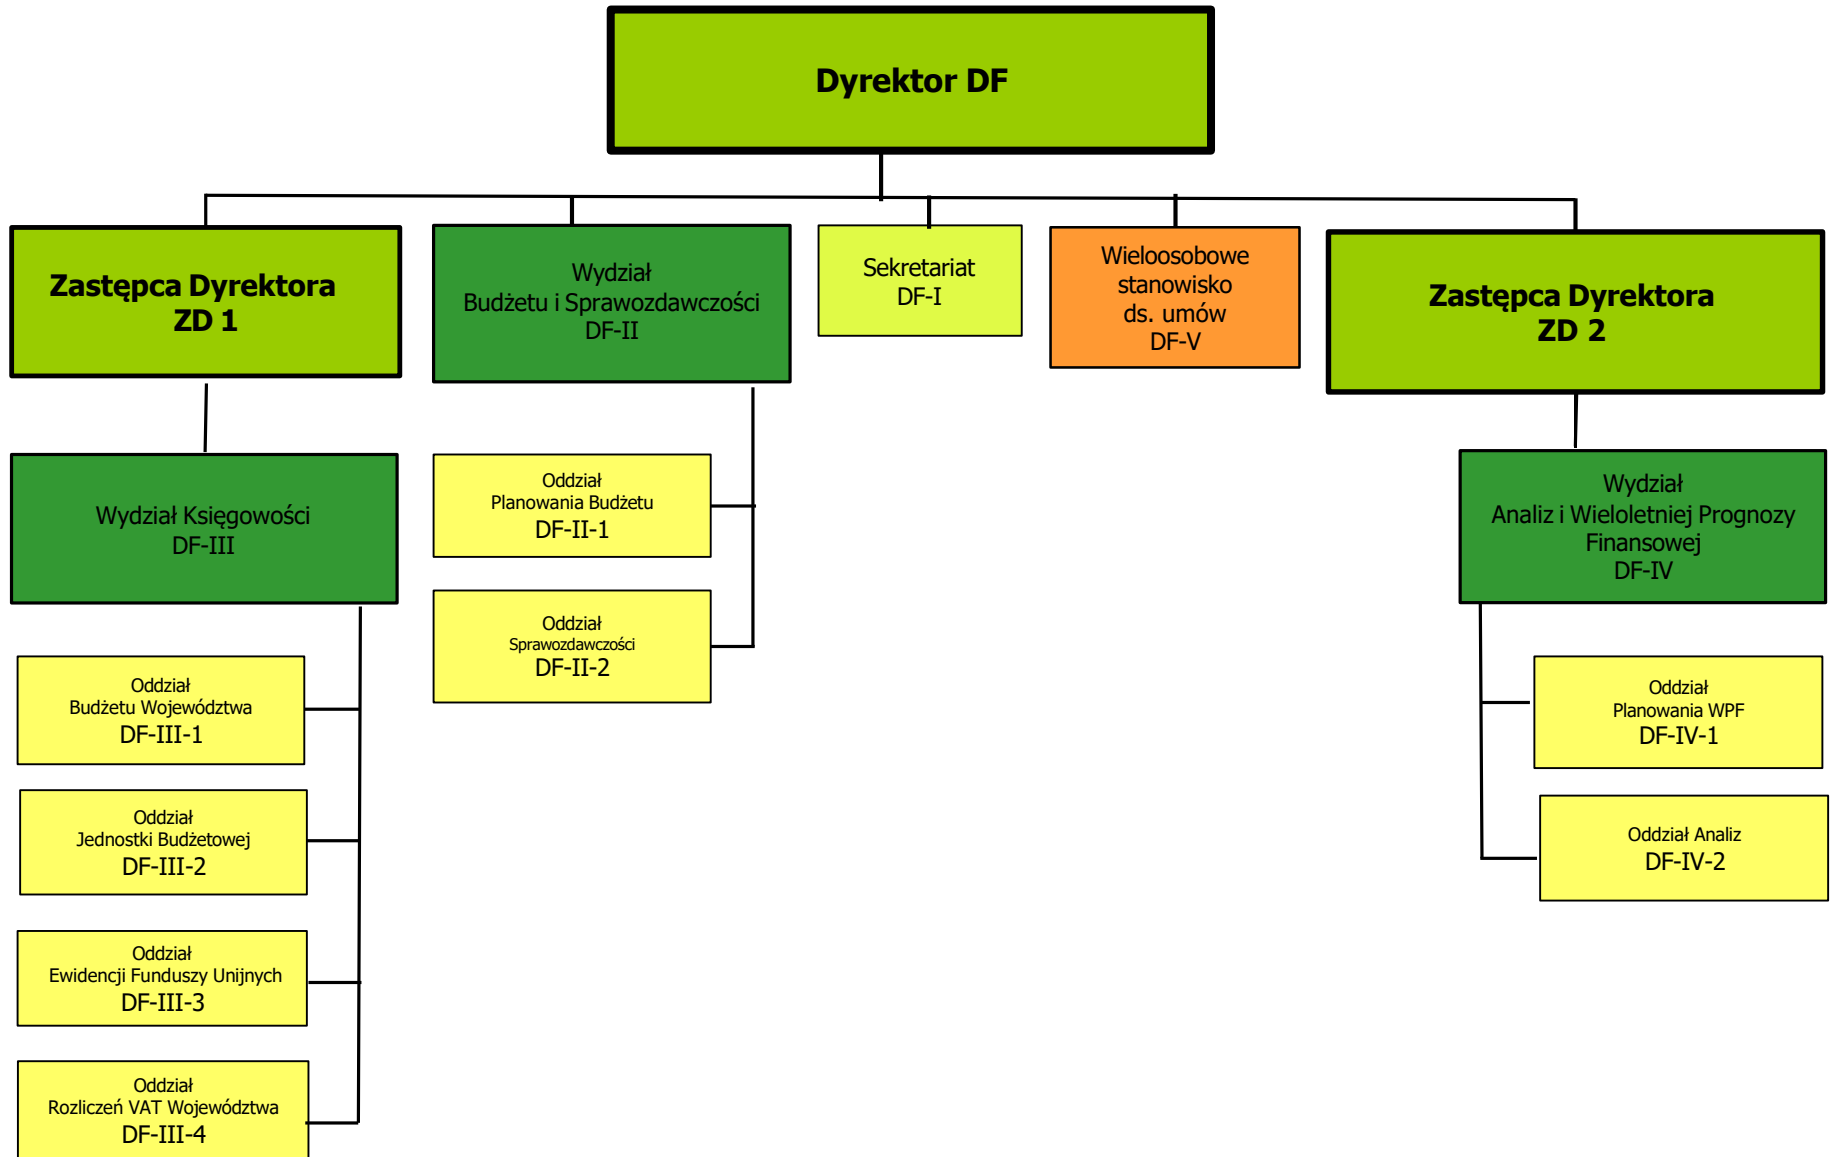 Dyrektor DF
Zastępca Dyrektora
ZD 1
Wydział
Budżetu i Sprawozdawczości
DF-II
Sekretariat
DF-I
Wieloosobowe
stanowisko
ds. umów
DF-V
Zastępca Dyrektora
ZD 2
Wydział Księgowości
DF-III
Oddział
Planowania Budżetu
DF-II-1
Oddział
Sprawozdawczości
DF-II-2
Wydział
Analiz i Wieloletniej Prognozy
Finansowej
DF-IV
Oddział
Budżetu Województwa
DF-III-1
Oddział
Jednostki Budżetowej
DF-III-2
Oddział
Ewidencji Funduszy Unijnych
DF-III-3
Oddział
Rozliczeń VAT Województwa
DF-III-4
Oddział
Planowania WPF
DF-IV-1
Oddział Analiz
DF-IV-2